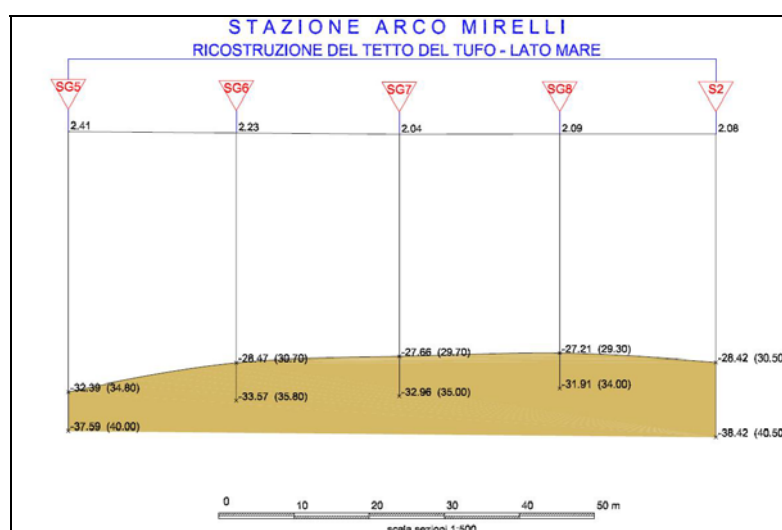 STAZIONE ARCO MIRELLI
RICOSTRUZIONE DEL TETTO DEL TUFO - LATO MARE
SG5 SG6 SG7 SG8 S2
2.41 2.23 2.04 2.09 2.08
-32.39 (34.80) -28.47 (30.70) -27.66 (29.70) -27.21 (29.30) -28.42 (30.50
-37.59 (40.00) -33.57 (35.80) -32.96 (35.00) -31.91 (34.00) -38.42 (40.50
0 10 20 30 40 50 m
scala sezioni 1:500